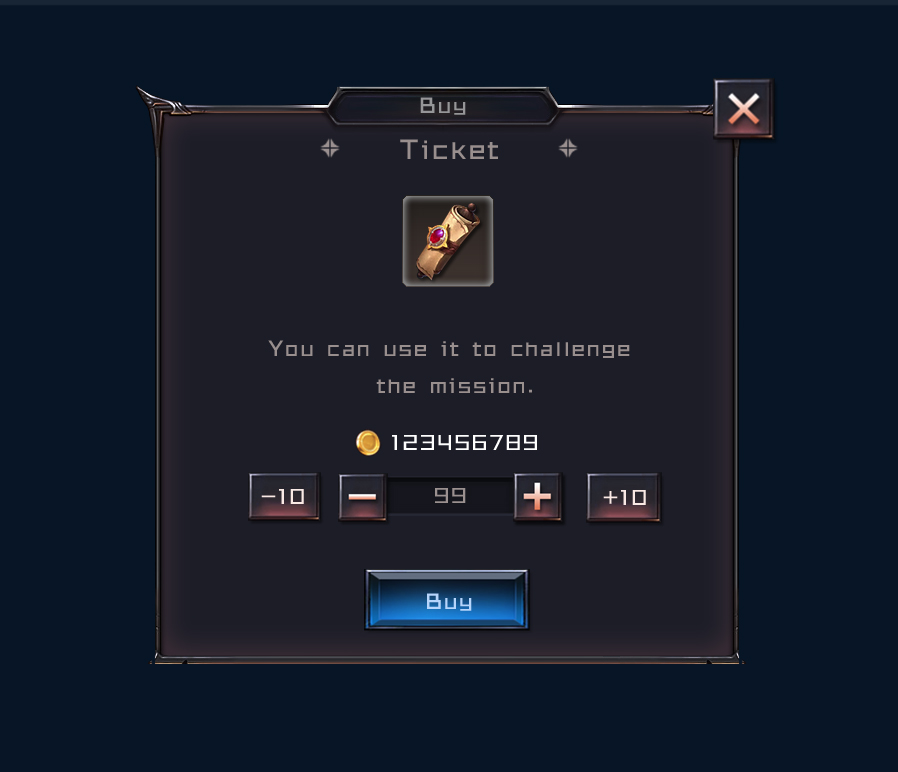 Buy
Ticket
You can use it to challenge
the mission.
123456789
-10 99 +10
Buy